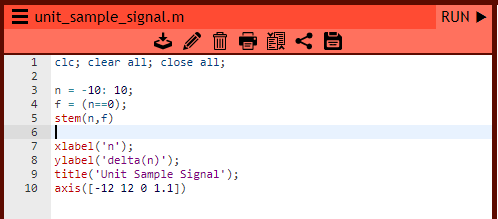 unit_sample_signal.m RUN
1 clc; clear all; close all;
2
3 n = -10: 10;
4 f = (n==0);
5 stem(n,f)
6
7 xlabel('n');
8 ylabel('delta(n)');
9 title('Unit Sample Signal');
10 axis([-12 12 0 1.1])